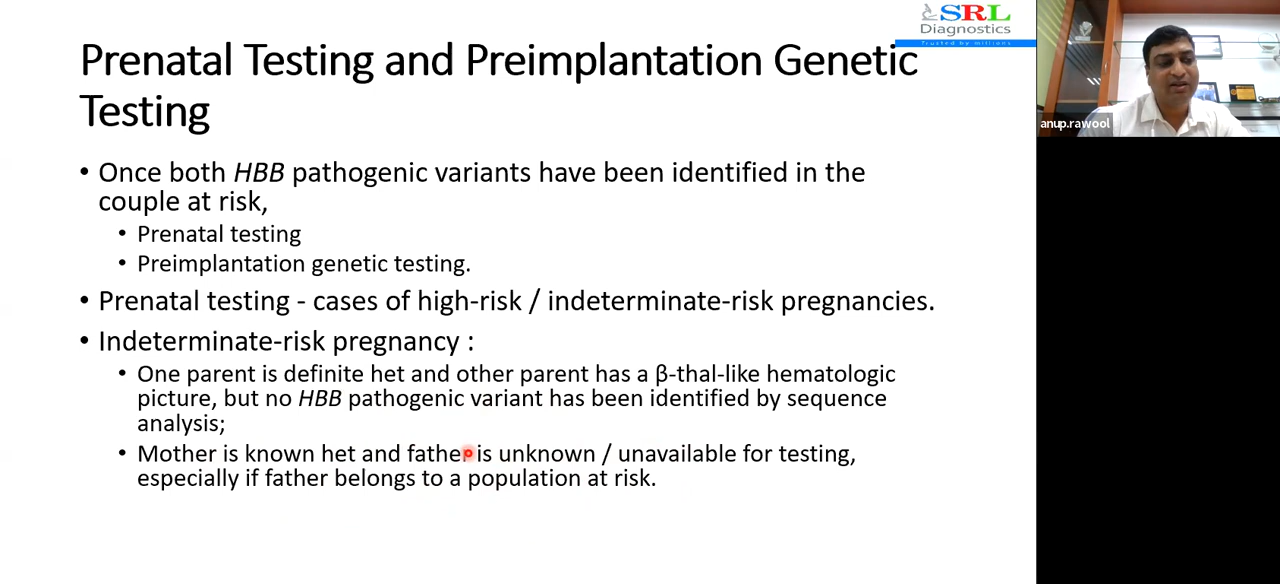 SRL
Diagnostics
Trusted by millions
Prenatal Testing and Preimplantation Genetic
Testing
• Once both HBB pathogenic variants have been identified in the
couple at risk,
• Prenatal testing
• Preimplantation genetic testing.
• Prenatal testing - cases of high-risk / indeterminate-risk pregnancies.
• Indeterminate-risk pregnancy :
• One parent is definite het and other parent has a β-thal-like hematologic
picture, but no HBB pathogenic variant has been identified by sequence
analysis;
• Mother is known het and father is unknown / unavailable for testing,
especially if father belongs to a population at risk.
anup.rawool